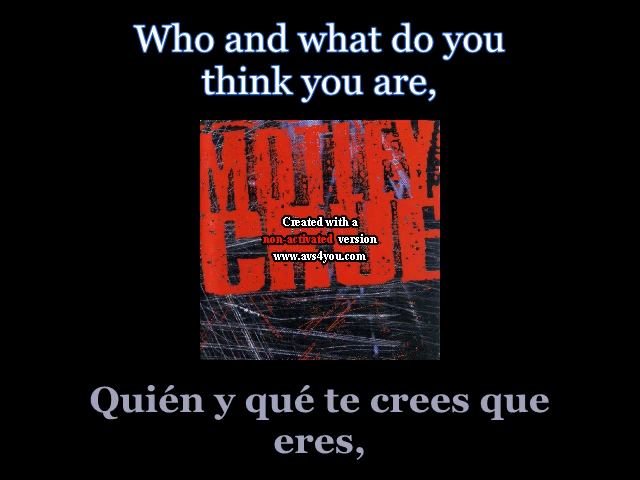 Who and what do you
think you are,
MOTLEY
CRUE
Created with a
non-activated version
www.avs4you.com
Quién y qué te crees que
eres,